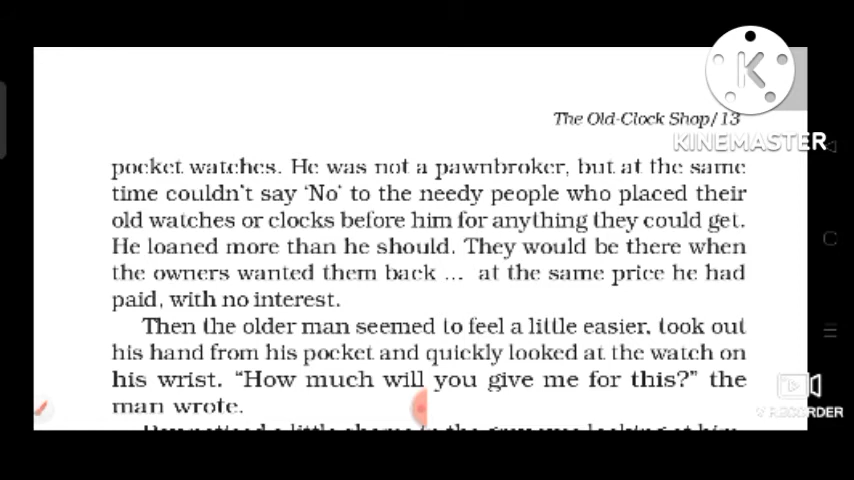 The Old-Clock Shop/13
KINEMASTER
pocket watches. He was not a pawnbroker, but at the same
time couldn't say 'No' to the needy people who placed their
old watches or clocks before him for anything they could get.
He loaned more than he should. They would be there when
the owners wanted them back ... at the same price he had
paid, with no interest.
Then the older man seemed to feel a little easier, took out
his hand from his pocket and quickly looked at the watch on
his wrist. "How much will you give me for this?" the
man wrote.
V RECORDER